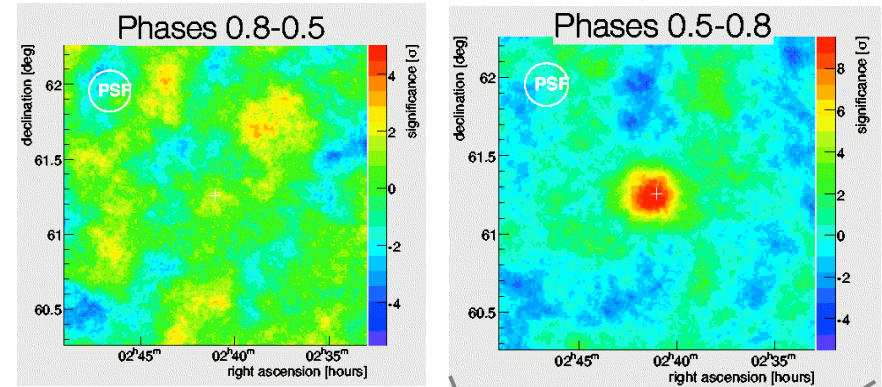 Phases 0.8-0.5
declination [deg]
62
61.5
61
60.5
PSF
02h45m
02h40m
02h35m
right ascension [hours]
4
2
0
-2
-4
significance [σ]
Phases 0.5-0.8
declination [deg]
62
61.5
61
60.5
PSF
02h45m
02h40m
02h35m
right ascension [hours]
8
6
4
2
0
-2
-4
significance [σ]